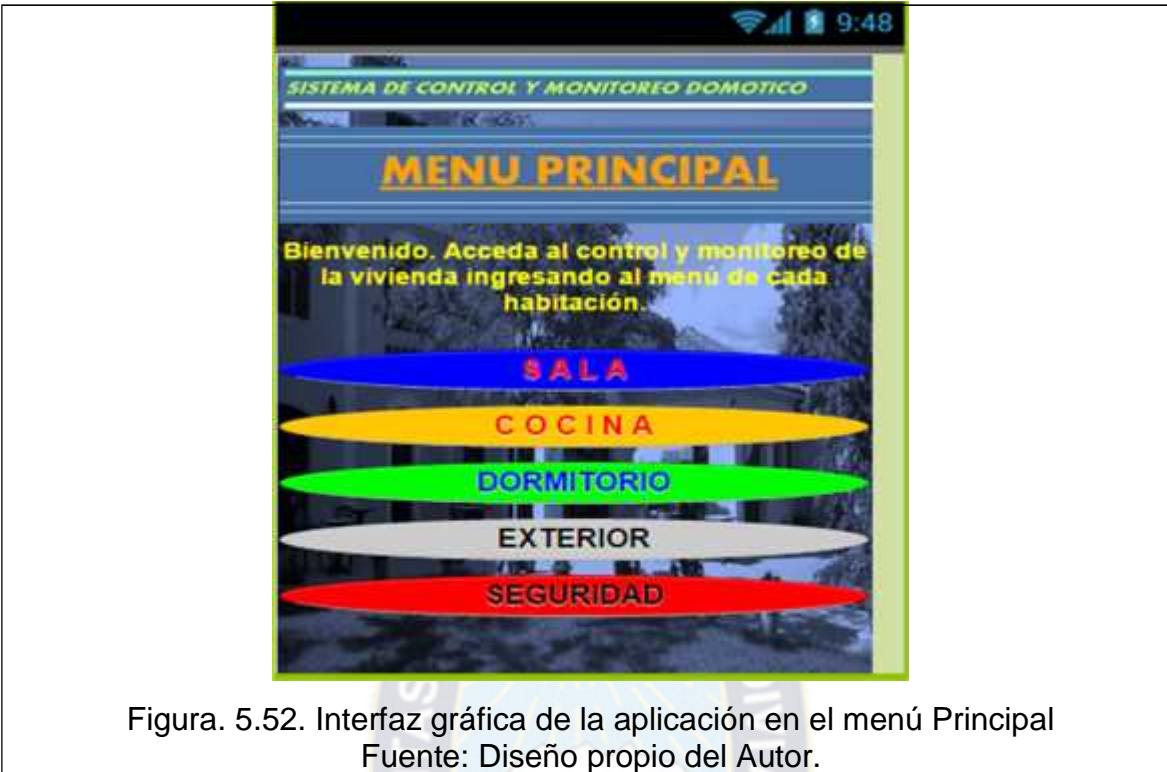 9:48
SISTEMA DE CONTROL Y MONITOREO DOMOTICO
MENU PRINCIPAL
Bienvenido. Acceda al control y monitoreo de
la vivienda ingresando al menú de cada
habitación.
S A L A
C O C I N A
DORMITORIO
EXTERIOR
SEGURIDAD
Figura. 5.52. Interfaz gráfica de la aplicación en el menú Principal
Fuente: Diseño propio del Autor.